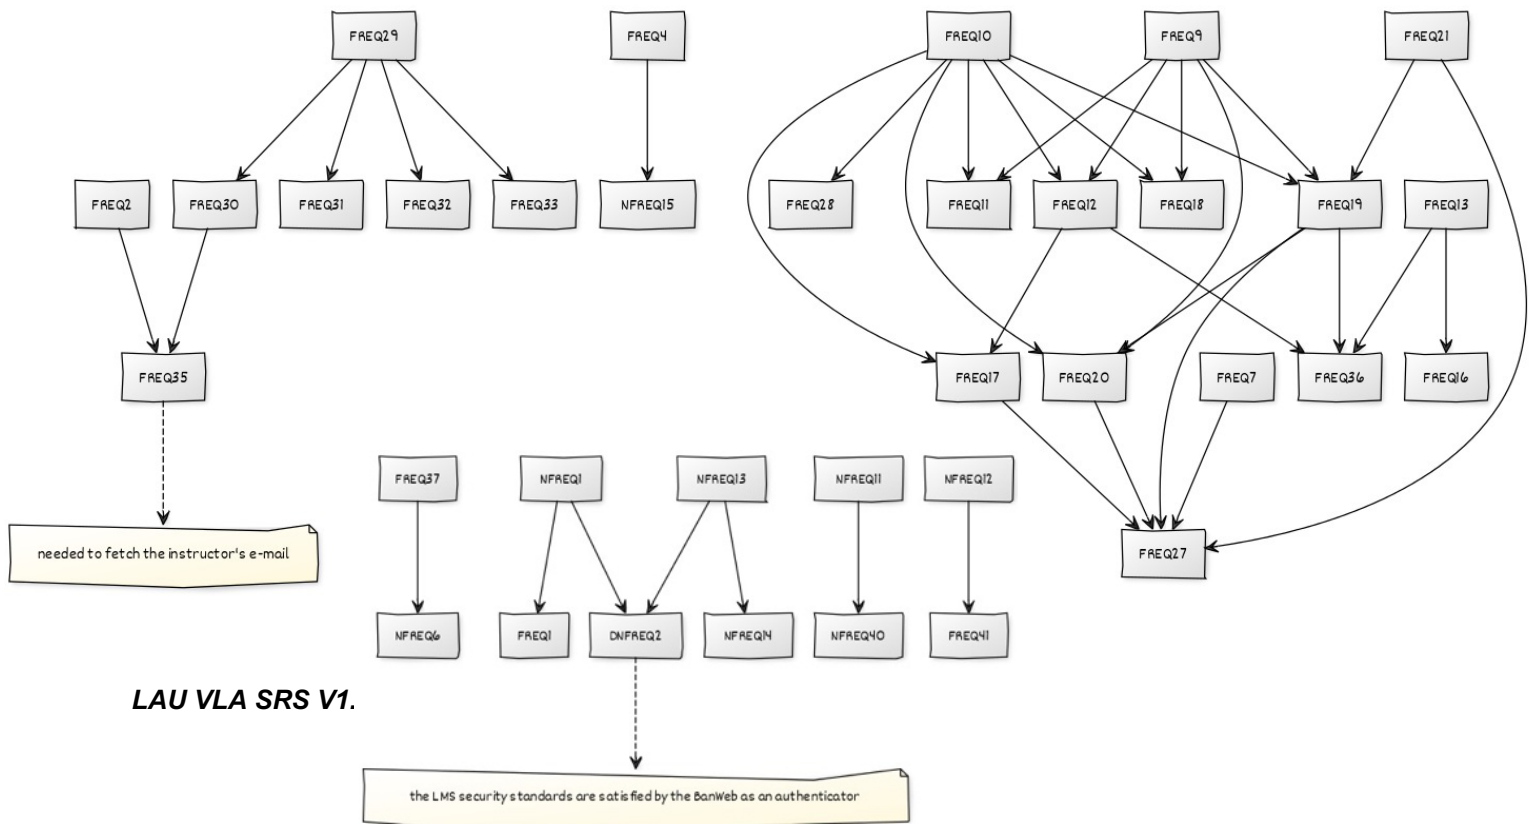 FREQ29
FREQ4
FREQ10
FREQ9
FREQ21
FREQ2
FREQ30
FREQ31
FREQ32
FREQ33
NFREQ15
FREQ28
FREQ11
FREQ12
FREQ18
FREQ19
FREQ13
FREQ35
FREQ17
FREQ20
FREQ7
FREQ36
FREQ16
FREQ37
NFREQ1
NFREQ13
NFREQ11
NFREQ12
needed to fetch the instructor's e-mail
FREQ27
NFREQ6
FREQ1
DNFREQ2
NFREQ14
NFREQ40
FREQ41
LAU VLA SRS V1.
the LMS security standards are satisfied by the BanWeb as an authenticator